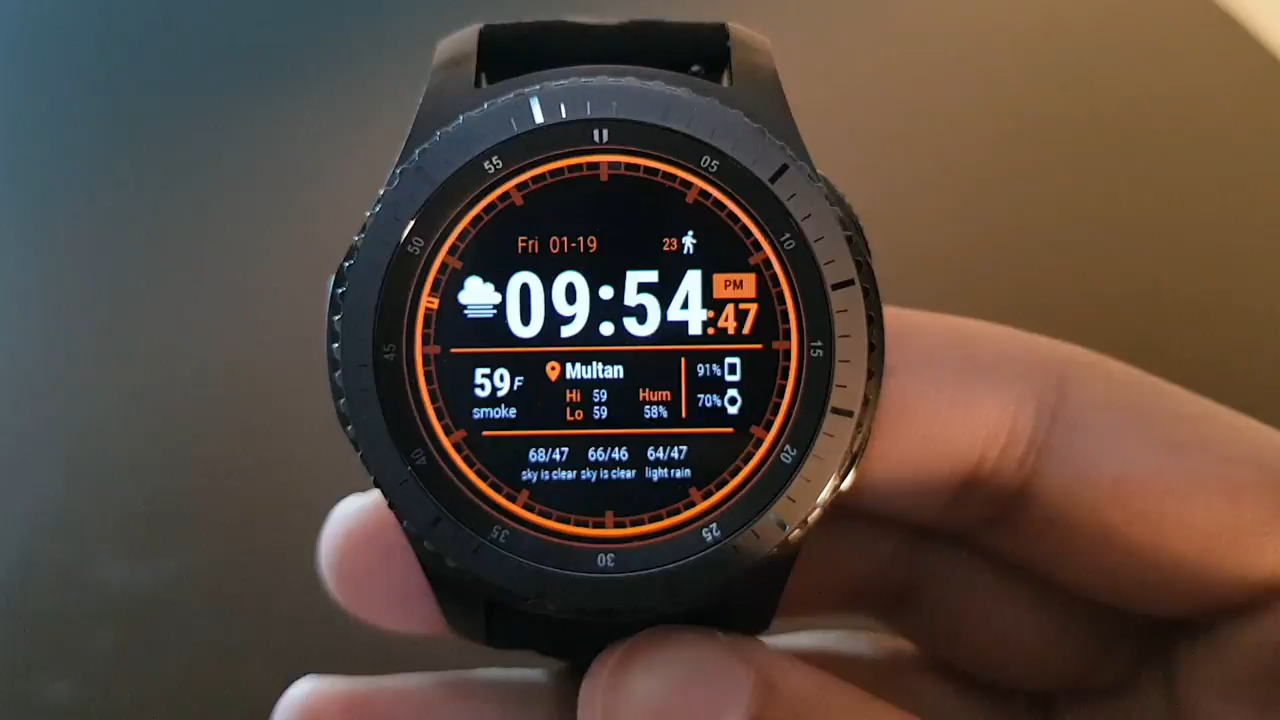 55
05
50
10
45
15
40
20
35
25
30
Fri 01-19
23
09:54:47
PM
59F
smoke
Multan
Hi 59
Lo 59
Hum
58%
91%
70%
68/47 66/46 64/47
sky is clear sky is clear light rain